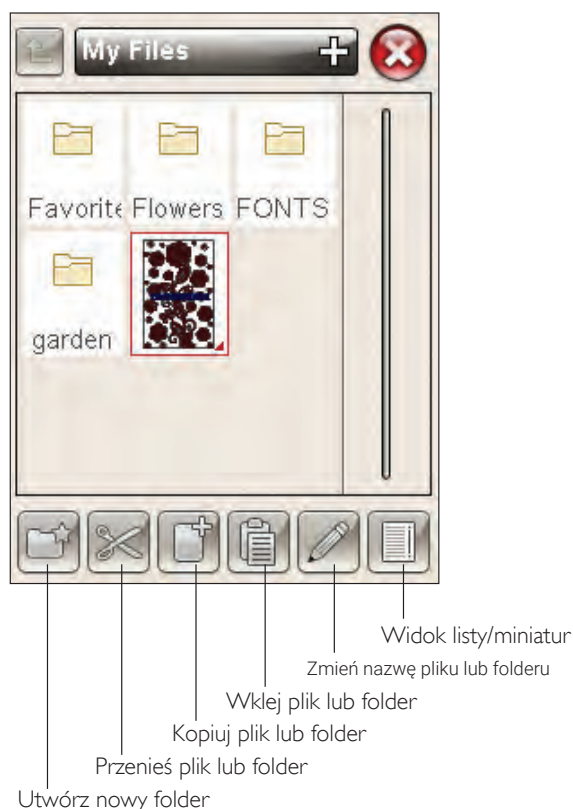 My Files
Favorite Flowers FONTS
garden
Widok listy/miniatur
Zmień nazwę pliku lub folderu
Wklej plik lub folder
Kopiuj plik lub folder
Przenieś plik lub folder
Utwórz nowy folder